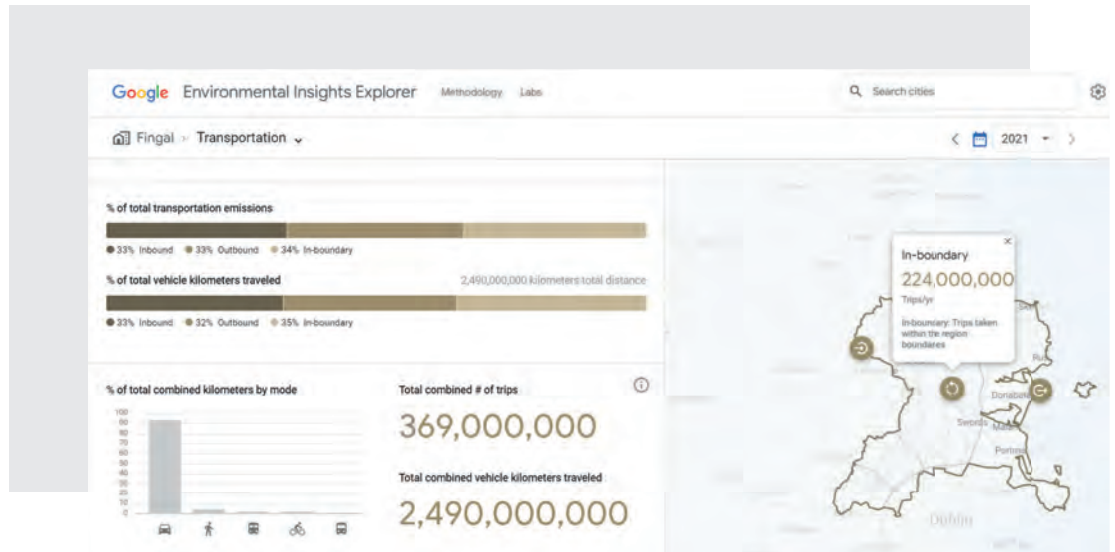 Google Environmental Insights Explorer Methodology Labs
Search cities
Fingal > Transportation
2021
% of total transportation emissions
33% Inbound 33% Outbound 34% In-boundary
% of total vehicle kilometers traveled 2,490,000,000 kilometers total distance
33% Inbound 32% Outbound 35% In-boundary
% of total combined kilometers by mode
100
90
80
70
60
50
40
30
20
10
0
Total combined # of trips
369,000,000
Total combined vehicle kilometers traveled
2,490,000,000
In-boundary
224,000,000
Trips/yr
In-boundary: Trips taken
within the region
boundares
Donabate
Swords
Dublin